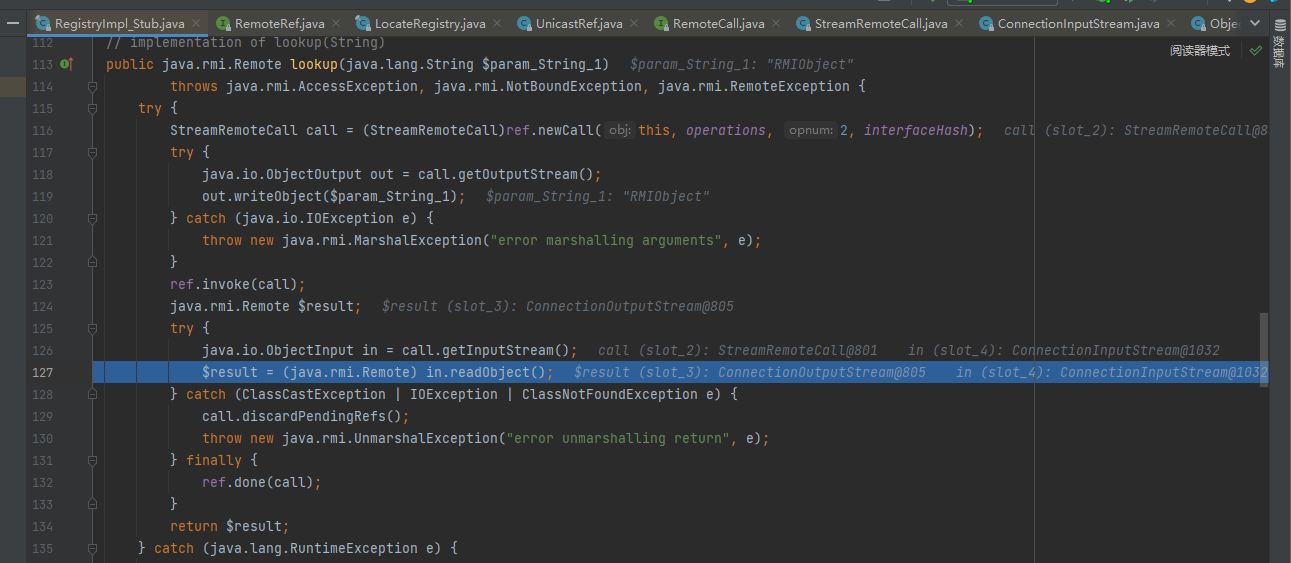 RegistryImpl_Stub.java RemoteRef.java LocateRegistry.java UnicastRef.java RemoteCall.java StreamRemoteCall.java ConnectionInputStream.java Obje
阅读器模式
数据库
112 // implementation of lookup(String)
113 public java.rmi.Remote lookup(java.lang.String $param_String_1) $param_String_1: "RMIObject"
114 throws java.rmi.AccessException, java.rmi.NotBoundException, java.rmi.RemoteException {
115 try {
116 StreamRemoteCall call = (StreamRemoteCall)ref.newCall( obj: this, operations, opnum: 2, interfaceHash); call (slot_2): StreamRemoteCall@8
117 try {
118 java.io.ObjectOutput out = call.getOutputStream();
119 out.writeObject($param_String_1); $param_String_1: "RMIObject"
120 } catch (java.io.IOException e) {
121 throw new java.rmi.MarshalException("error marshalling arguments", e);
122 }
123 ref.invoke(call);
124 java.rmi.Remote $result; $result (slot_3): ConnectionOutputStream@805
125 try {
126 java.io.ObjectInput in = call.getInputStream(); call (slot_2): StreamRemoteCall@801 in (slot_4): ConnectionInputStream@1032
127 $result = (java.rmi.Remote) in.readObject(); $result (slot_3): ConnectionOutputStream@805 in (slot_4): ConnectionInputStream@1032
128 } catch (ClassCastException | IOException | ClassNotFoundException e) {
129 call.discardPendingRefs();
130 throw new java.rmi.UnmarshalException("error unmarshalling return", e);
131 } finally {
132 ref.done(call);
133 }
134 return $result;
135 } catch (java.lang.RuntimeException e) {